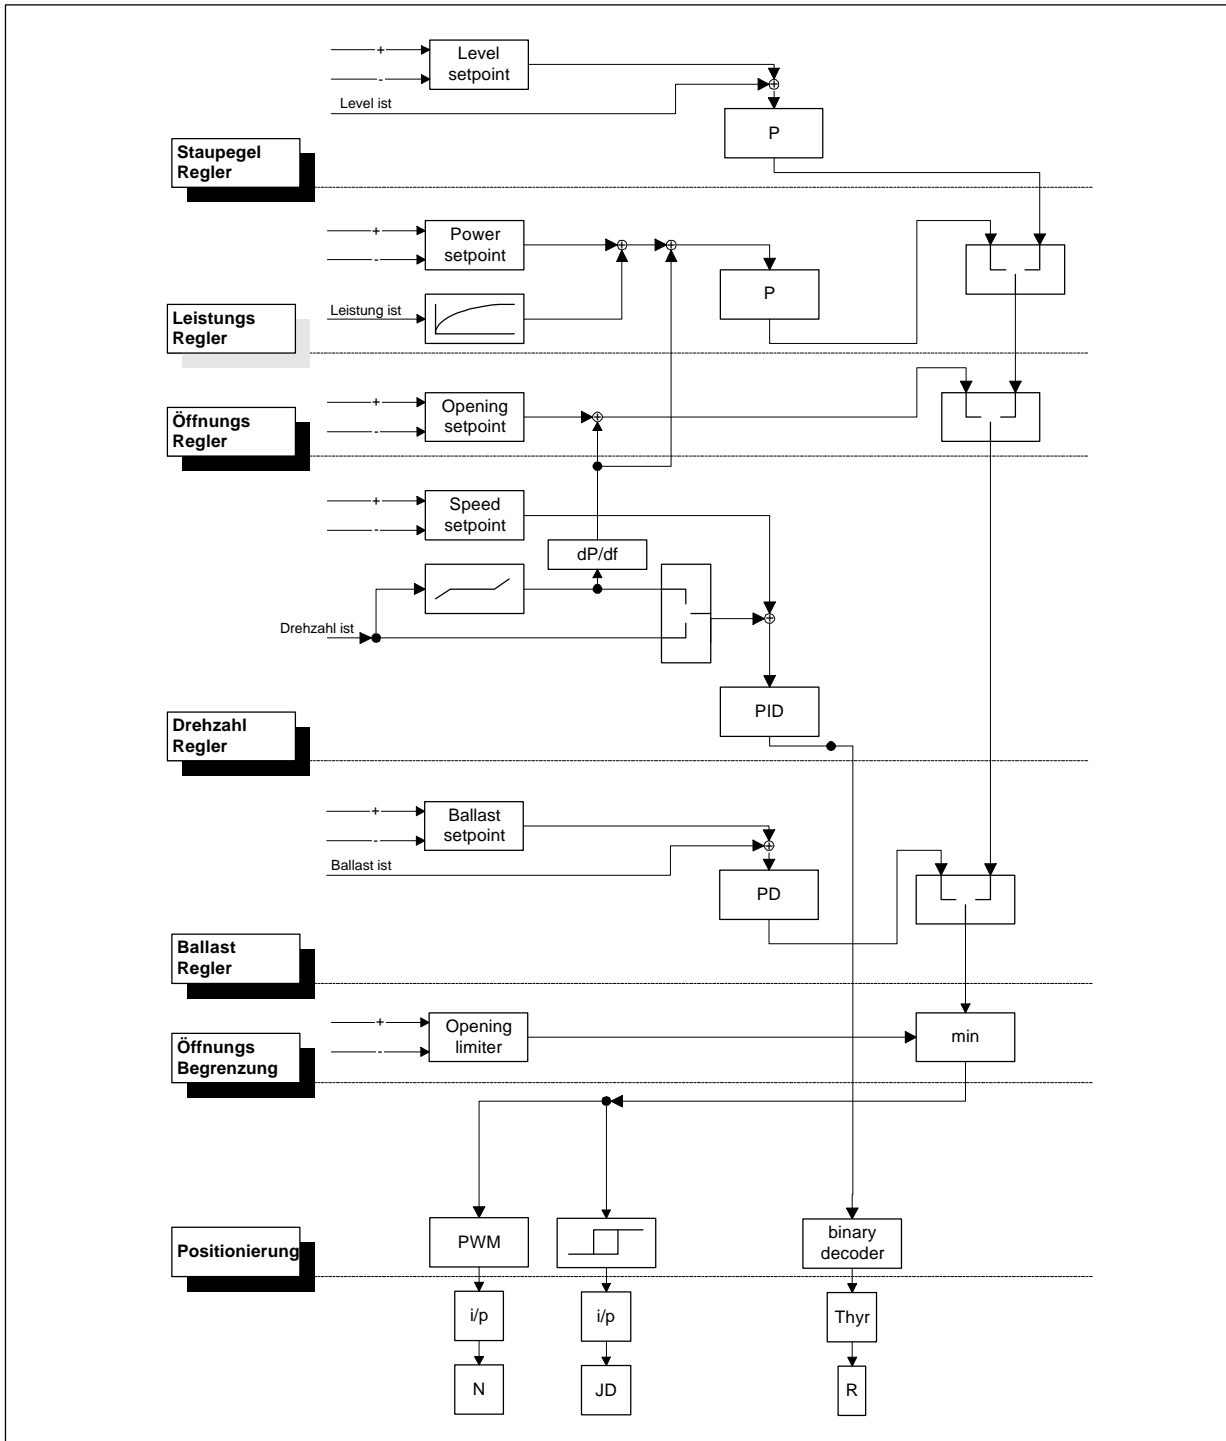 +
Level
setpoint
-
Level ist
P
Staupegel
Regler
+
Power
setpoint
-
P
Leistung ist
Leistungs
Regler
+
Opening
setpoint
-
Öffnungs
Regler
+
Speed
setpoint
-
dP/df
Drehzahl ist
PID
Drehzahl
Regler
+
Ballast
setpoint
-
Ballast ist
PD
Ballast
Regler
+
Opening
limiter
-
min
Öffnungs
Begrenzung
PWM
binary
decoder
Positionierung
i/p
i/p
Thyr
N
JD
R